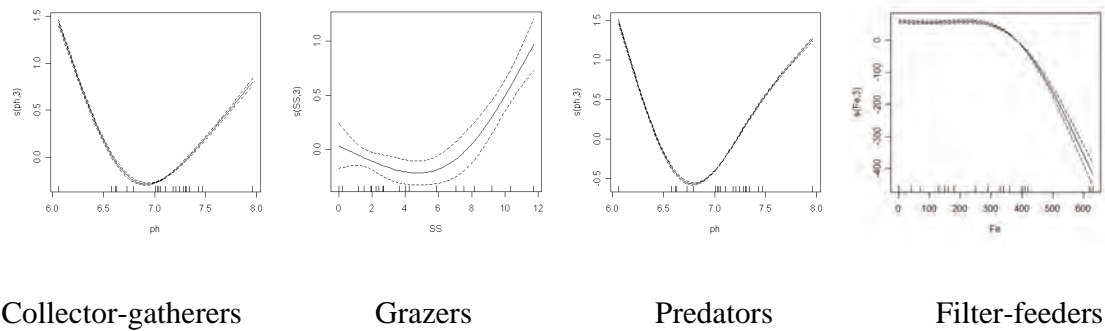 s(ph,3)
1.5
1.0
0.5
0.0
6.0 6.5 7.0 7.5 8.0
ph
s(SS,3)
1.0
0.5
0.0
0 2 4 6 8 10 12
SS
s(ph,3)
1.5
1.0
0.5
0.0
-0.5
6.0 6.5 7.0 7.5 8.0
ph
s(Fe,3)
0
-100
-200
-300
-400
0 100 200 300 400 500 600
Fe
Collector-gatherers Grazers Predators Filter-feeders